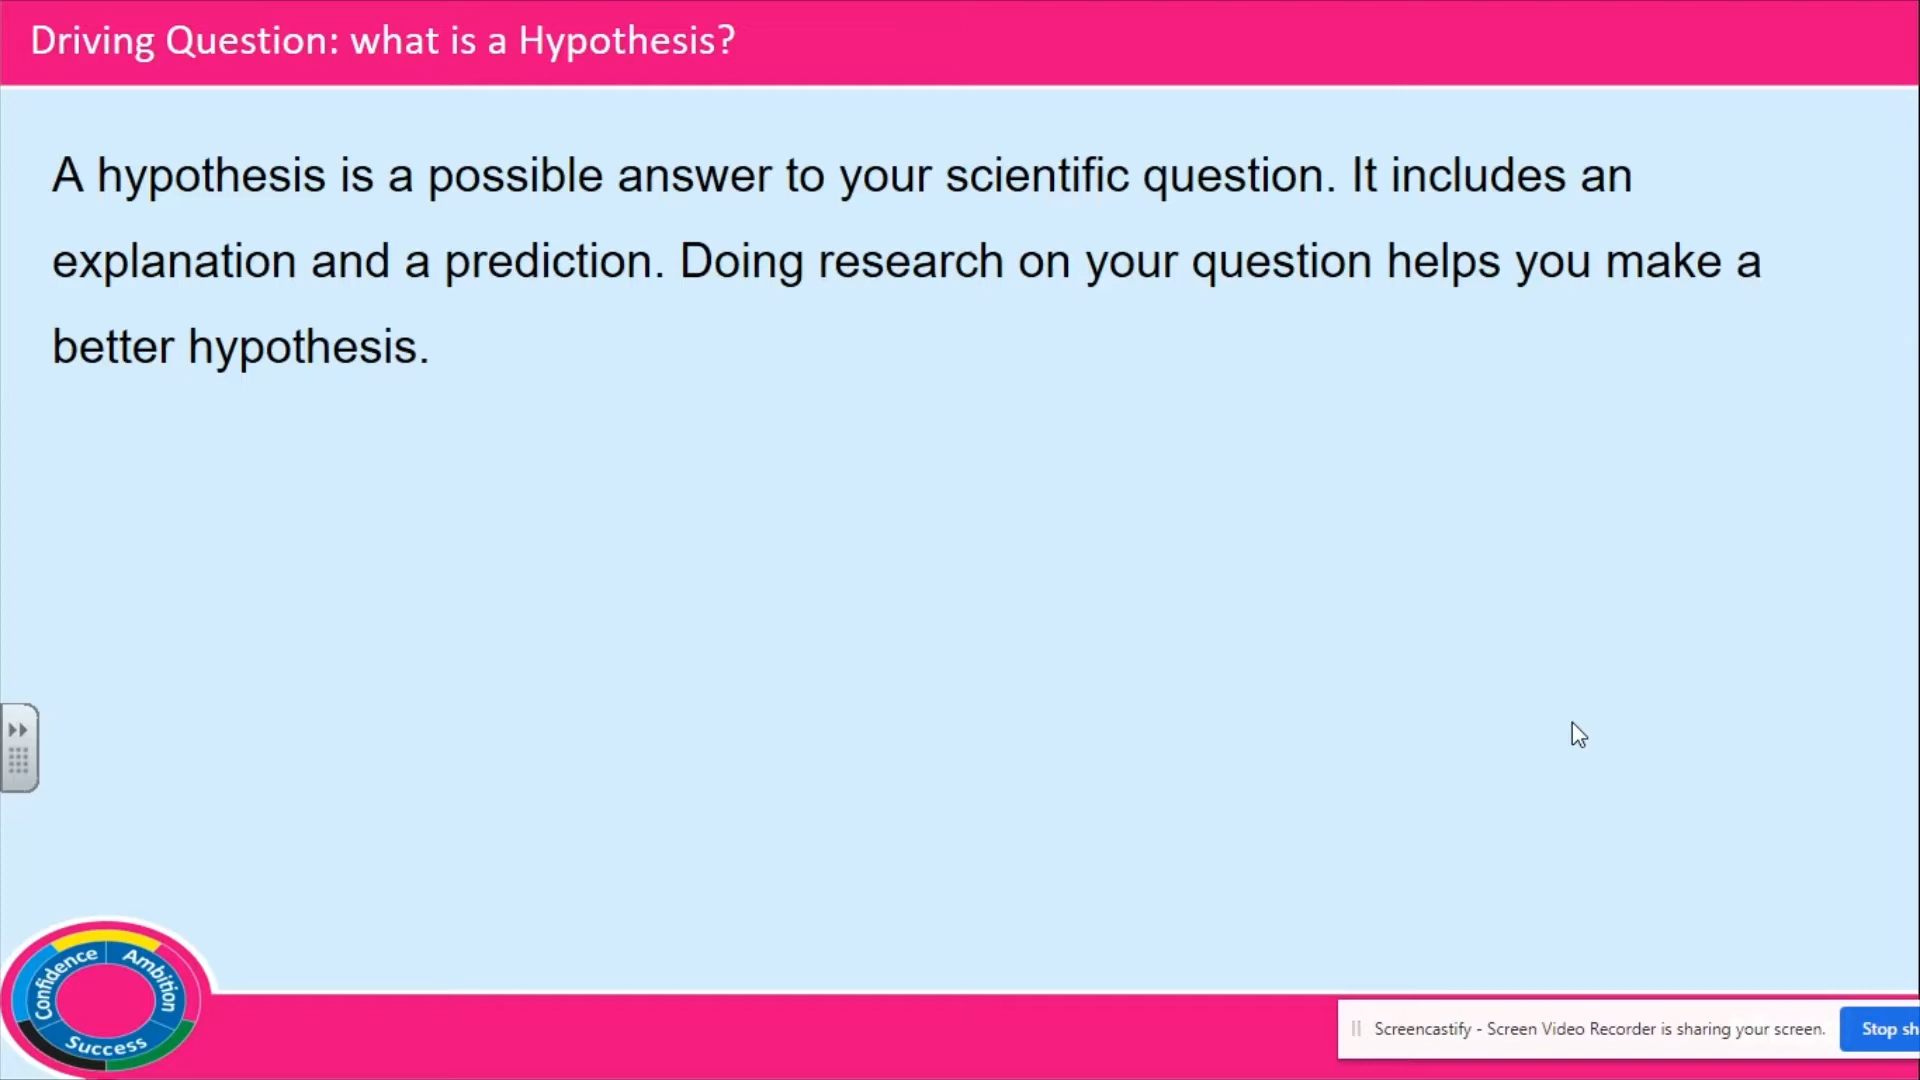 Driving Question: what is a Hypothesis?
A hypothesis is a possible answer to your scientific question. It includes an
explanation and a prediction. Doing research on your question helps you make a
better hypothesis.
Confidence
Ambition
Success
Screencastify - Screen Video Recorder is sharing your screen.
Stop sh